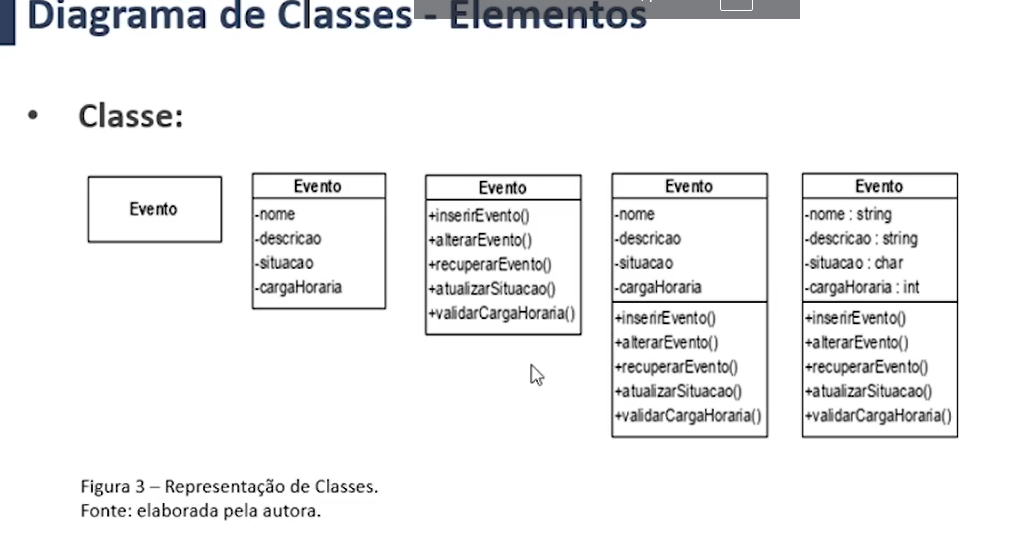 Diagrama de Classes - Elementos
• Classe:
Evento
Evento
-nome
-descricao
-situacao
-cargaHoraria
Evento
+inserirEvento()
+alterarEvento()
+recuperarEvento()
+atualizarSituacao()
+validarCargaHoraria()
Evento
-nome
-descricao
-situacao
-cargaHoraria
+inserirEvento()
+alterarEvento()
+recuperarEvento()
+atualizarSituacao()
+validarCargaHoraria()
Evento
-nome : string
-descricao : string
-situacao : char
-cargaHoraria : int
+inserirEvento()
+alterarEvento()
+recuperarEvento()
+atualizarSituacao()
+validarCargaHoraria()
Figura 3 – Representação de Classes.
Fonte: elaborada pela autora.